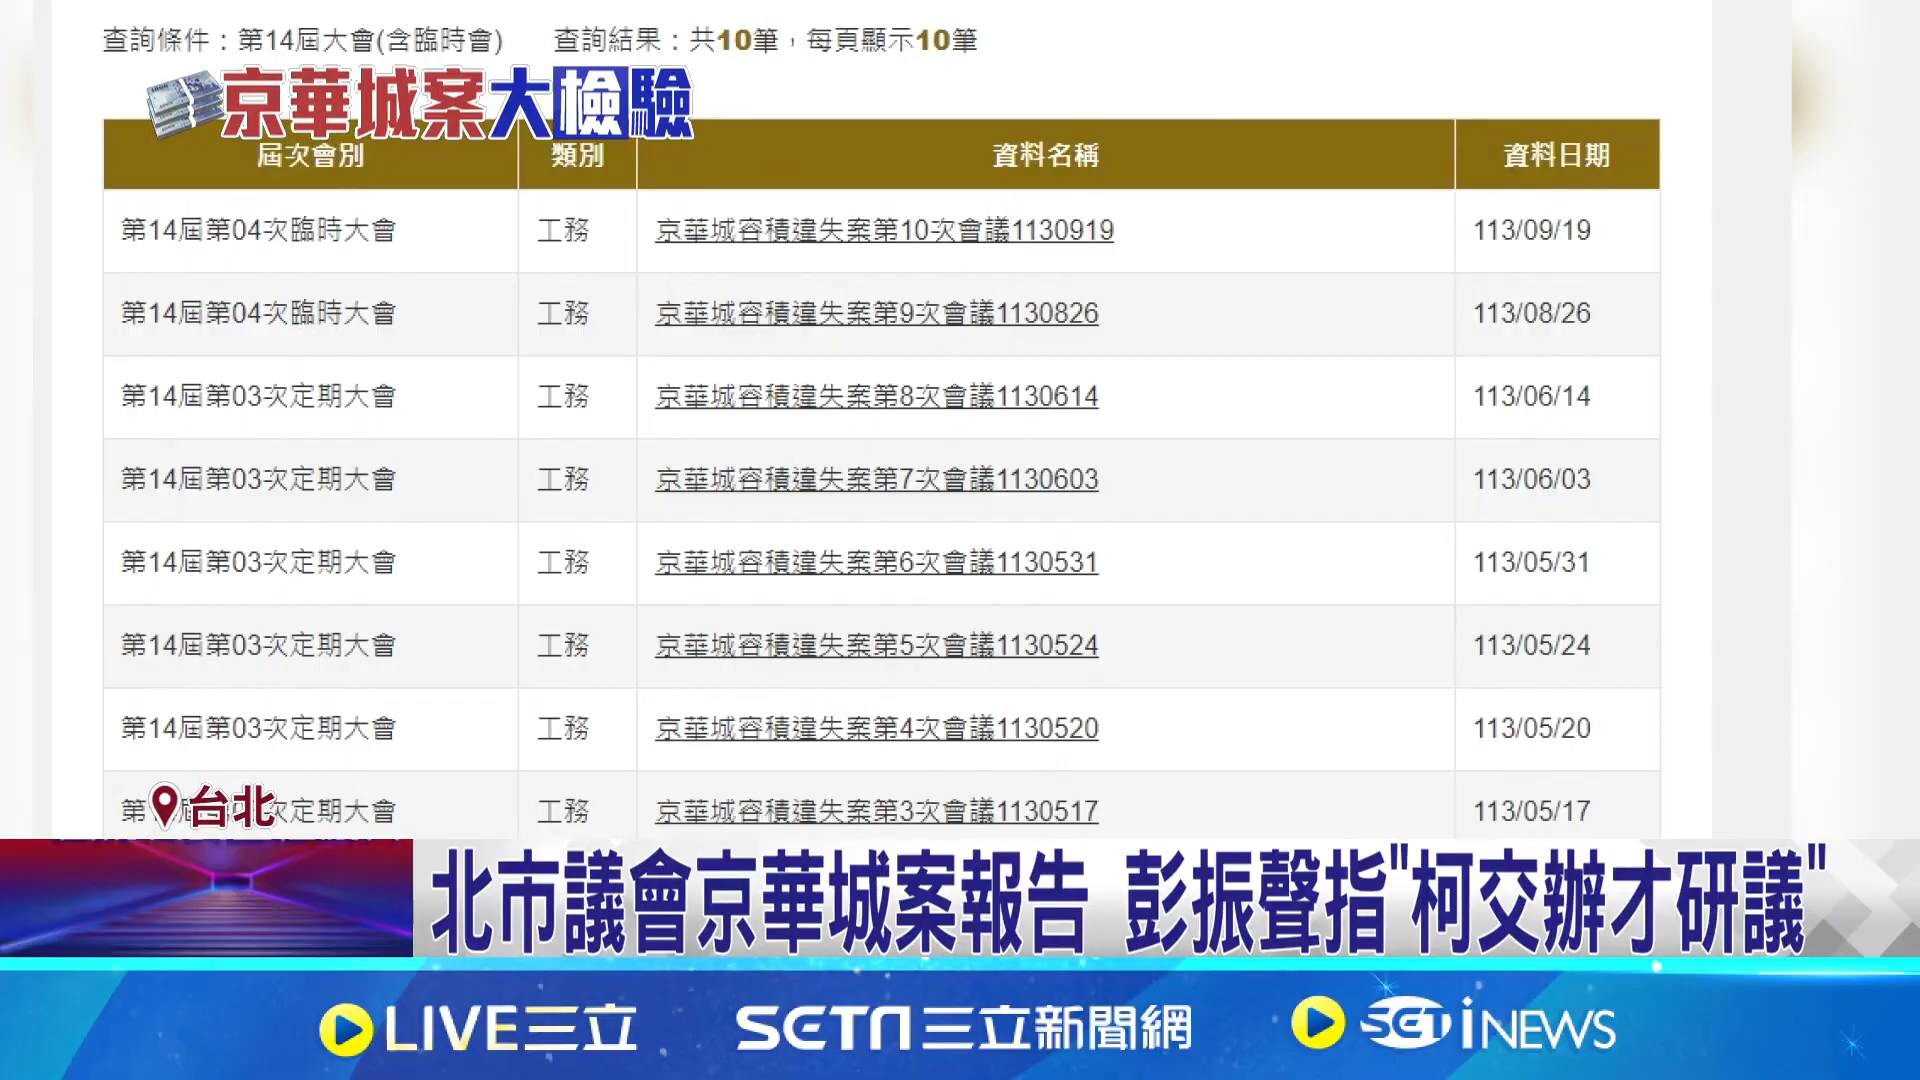 查詢條件：第14屆大會(含臨時會) 查詢結果：共10筆，每頁顯示10筆
京華城案大檢驗
屆次會別 類別 資料名稱 資料日期
第14屆第04次臨時大會 工務 京華城容積違失案第10次會議1130919 113/09/19
第14屆第04次臨時大會 工務 京華城容積違失案第9次會議1130826 113/08/26
第14屆第03次定期大會 工務 京華城容積違失案第8次會議1130614 113/06/14
第14屆第03次定期大會 工務 京華城容積違失案第7次會議1130603 113/06/03
第14屆第03次定期大會 工務 京華城容積違失案第6次會議1130531 113/05/31
第14屆第03次定期大會 工務 京華城容積違失案第5次會議1130524 113/05/24
第14屆第03次定期大會 工務 京華城容積違失案第4次會議1130520 113/05/20
次定期大會 工務 京華城容積違失案第3次會議1130517 113/05/17
台北
北市議會京華城案報告 彭振聲指"柯交辦才研議"
LIVE三立 SETN三立新聞網 SETiNEWS